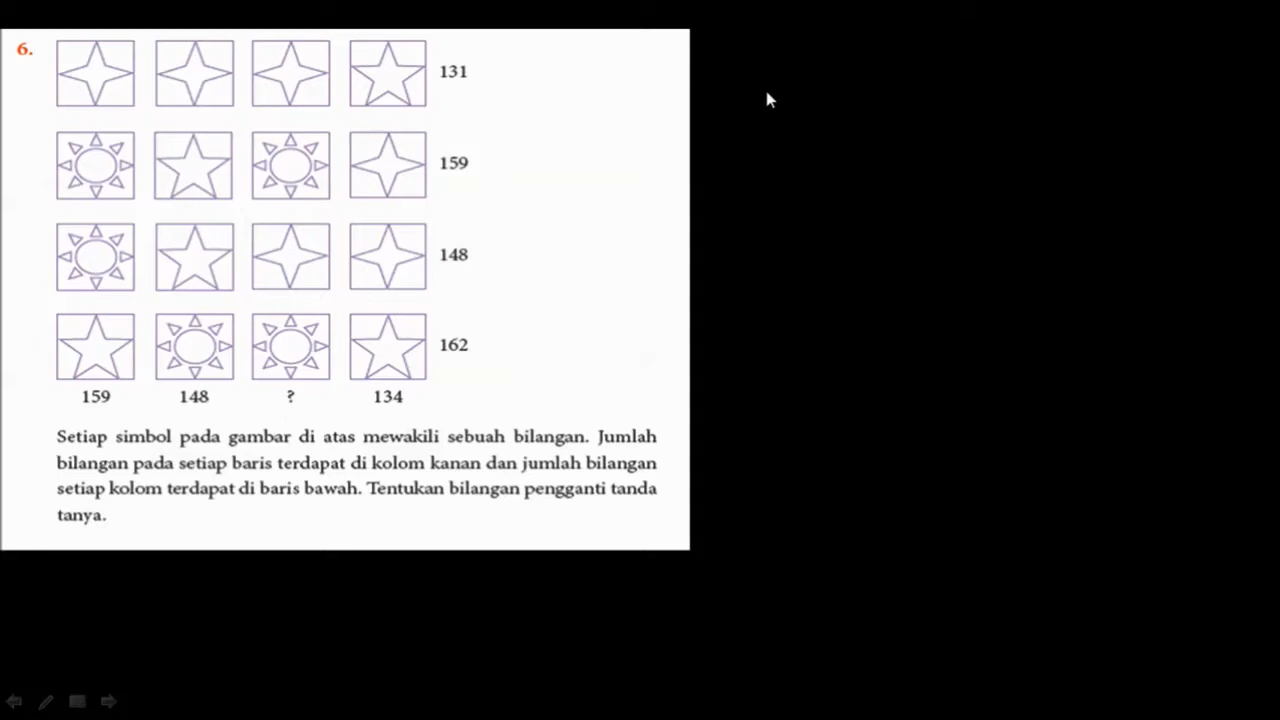 6.
131
159
148
162
159 148 ? 134
Setiap simbol pada gambar di atas mewakili sebuah bilangan. Jumlah
bilangan pada setiap baris terdapat di kolom kanan dan jumlah bilangan
setiap kolom terdapat di baris bawah. Tentukan bilangan pengganti tanda
tanya.